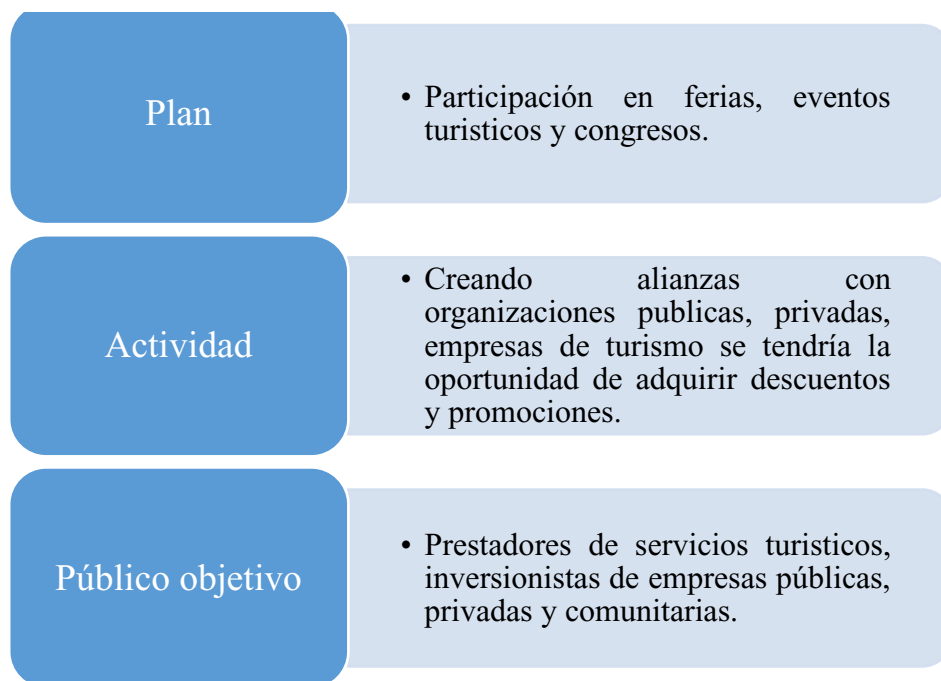 Plan
• Participación en ferias, eventos
turisticos y congresos.
Actividad
• Creando alianzas con
organizaciones publicas, privadas,
empresas de turismo se tendría la
oportunidad de adquirir descuentos
y promociones.
Público objetivo
• Prestadores de servicios turisticos,
inversionistas de empresas públicas,
privadas y comunitarias.